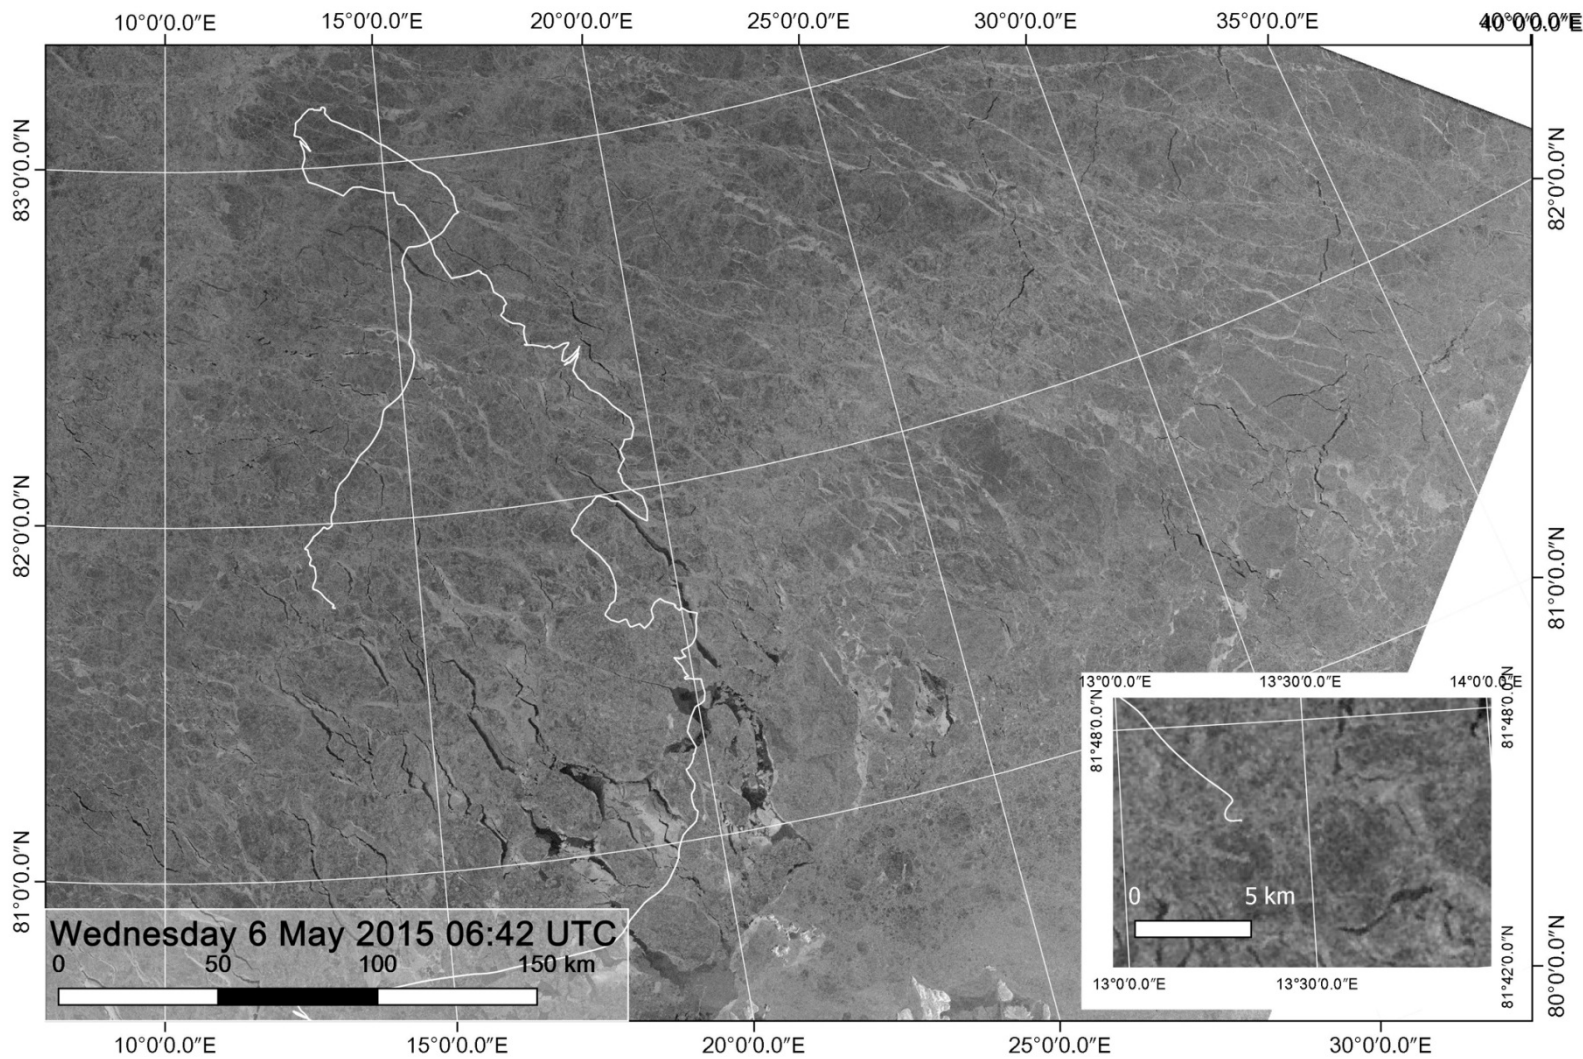 10°0'0.0"E 15°0'0.0"E 20°0'0.0"E 25°0'0.0"E 30°0'0.0"E 35°0'0.0"E 40°0'0.0"E
83°0'0.0"N
82°0'0.0"N
82°0'0.0"N
81°0'0.0"N
81°0'0.0"N
80°0'0.0"N
13°0'0.0"E 13°30'0.0"E 14°0'0.0"E
81°48'0.0"N
81°48'0.0"N
0 5 km
81°42'0.0"N
13°0'0.0"E 13°30'0.0"E
Wednesday 6 May 2015 06:42 UTC
0 50 100 150 km
10°0'0.0"E 15°0'0.0"E 20°0'0.0"E 25°0'0.0"E 30°0'0.0"E